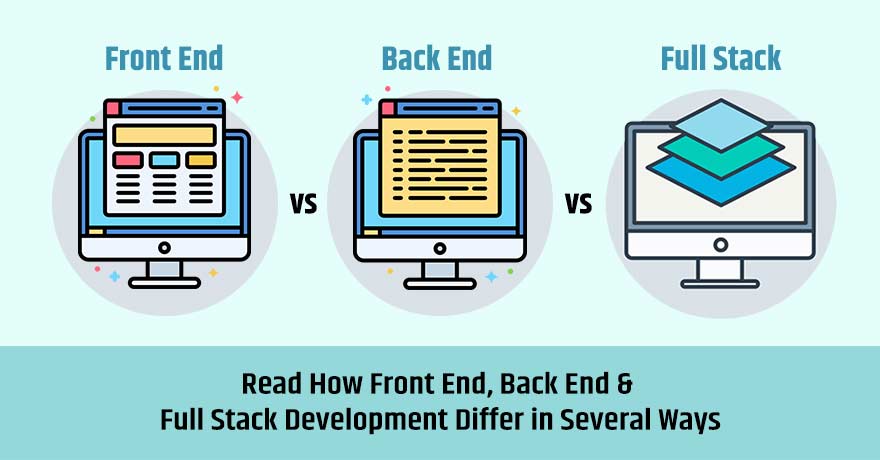 Front End
Back End
Full Stack
vs
vs
Read How Front End, Back End &
Full Stack Development Differ in Several Ways